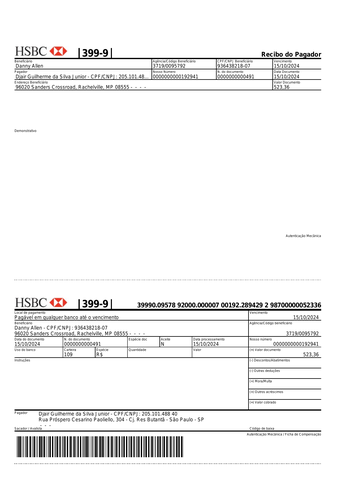 HSBC |399-9| Recibo do Pagador
Beneficiário Agência/Código Beneficiário CPF/CNPJ Beneficiário Vencimento
Danny Allen 3719/0095792 936438218-07 15/10/2024
Pagador Nosso Número N. do documento Data Documento
Djair Guilherme da Silva Junior - CPF/CNPJ: 205.101.48... 0000000000192941 0000000000491 15/10/2024
Endereço Beneficiário Valor Documento
96020 Sanders Crossroad, Rachelville, MP 08555 - - - - 523,36
Demonstrativo
Autenticação Mecânica
HSBC |399-9| 39990.09578 92000.000007 00192.289429 2 98700000052336
Local de pagamento Vencimento
Pagável em qualquer banco até o vencimento 15/10/2024
Beneficiário Agência/Código beneficiário
Danny Allen - CPF/CNPJ: 936438218-07
96020 Sanders Crossroad, Rachelville, MP 08555 - - - - 3719/0095792
Data do documento N. do documento Espécie doc Aceite Data processamento Nosso número
15/10/2024 0000000000491 N 15/10/2024 0000000000192941
Uso do banco Carteira Espécie Quantidade Valor (=) Valor documento
109 R$ 523,36
Instruções (-) Descontos/Abatimentos
(-) Outras deduções
(+) Mora/Multa
(+) Outros acréscimos
(=) Valor cobrado
Pagador Djair Guilherme da Silva Junior - CPF/CNPJ: 205.101.488 40
Rua Próspero Cesarino Paoliello, 304 - Cj. Res Butantã - São Paulo - SP
- -
Sacador / Avalista Código de baixa
Autenticação Mecânica / Ficha de Compensação